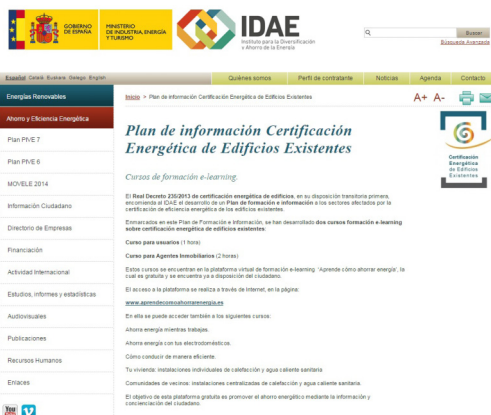 GOBIERNO
DE ESPAÑA
MINISTERIO
DE INDUSTRIA, ENERGÍA
Y TURISMO
IDAE
Instituto para la Diversificación
y Ahorro de la Energía
Buscar
Búsqueda Avanzada
Español Català Euskara Galego English
Quiénes somos
Perfil de contratante
Noticias
Agenda
Contacto
Energías Renovables
Ahorro y Eficiencia Energética
Plan PIVE 7
Plan PIVE 6
MOVELE 2014
Información Ciudadano
Directorio de Empresas
Financiación
Actividad Internacional
Estudios, informes y estadísticas
Audiovisuales
Publicaciones
Recursos Humanos
Enlaces
You
Inicio > Plan de información Certificación Energética de Edificios Existentes
A+ A-
Plan de información Certificación
Energética de Edificios Existentes
Certificación
Energética
de Edificios
Existentes
Cursos de formación e-learning.
El Real Decreto 235/2013 de certificación energética de edificios, en su disposición transitoria primera,
encomienda al IDAE el desarrollo de un Plan de formación e información a los sectores afectados por la
certificación de eficiencia energética de los edificios existentes.
Enmarcados en este Plan de Formación e Información, se han desarrollado dos cursos formación e-learning
sobre certificación energética de edificios existentes:
Curso para usuarios (1 hora)
Curso para Agentes Inmobiliarios (2 horas)
Estos cursos se encuentran en la plataforma virtual de formación e-learning "Aprende cómo ahorrar energía", la
cual es gratuita y se encuentra ya a disposición del ciudadano.
El acceso a la plataforma se realiza a través de Internet, en la página:
www.aprendecomoahorrarenergia.es
En ella se puede acceder también a los siguientes cursos:
Ahorra energía mientras trabajas.
Ahorra energía con tus electrodomésticos.
Cómo conducir de manera eficiente.
Tu vivienda: instalaciones individuales de calefacción y agua caliente sanitaria
Comunidades de vecinos: instalaciones centralizadas de calefacción y agua caliente sanitaria.
El objetivo de esta plataforma gratuita es promover el ahorro energético mediante la información y
concienciación del ciudadano.